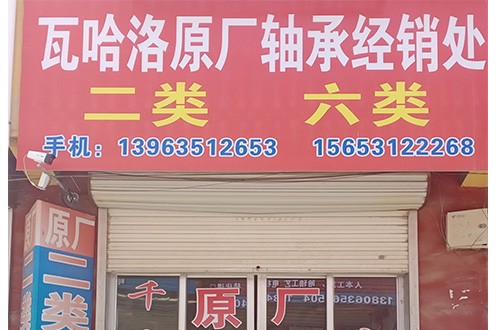 瓦哈洛原厂轴承经销处
二类 六类
手机：13963512653 15653122268
原厂
二类
千原厂